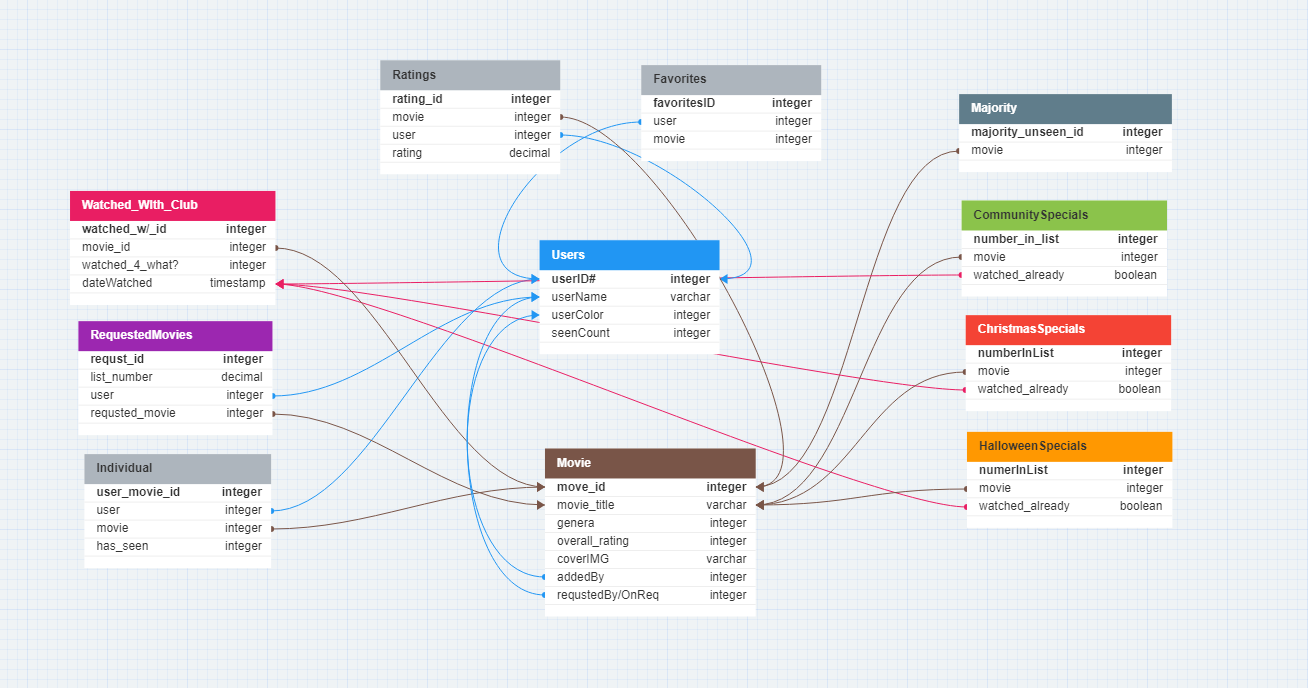 Ratings
rating_id integer
movie integer
user integer
rating decimal
Favorites
favoritesID integer
user integer
movie integer
Majority
majority_unseen_id integer
movie integer
Watched_WIth_Club
watched_w/_id integer
movie_id integer
watched_4_what? integer
dateWatched timestamp
Users
userID# integer
userName varchar
userColor integer
seenCount integer
CommunitySpecials
number_in_list integer
movie integer
watched_already boolean
RequestedMovies
requst_id integer
list_number decimal
user integer
requsted_movie integer
ChristmasSpecials
numberInList integer
movie integer
watched_already boolean
Individual
user_movie_id integer
user integer
movie integer
has_seen integer
Movie
move_id integer
movie_title varchar
genera integer
overall_rating integer
coverIMG varchar
addedBy integer
requstedBy/OnReq integer
HalloweenSpecials
numerInList integer
movie integer
watched_already boolean